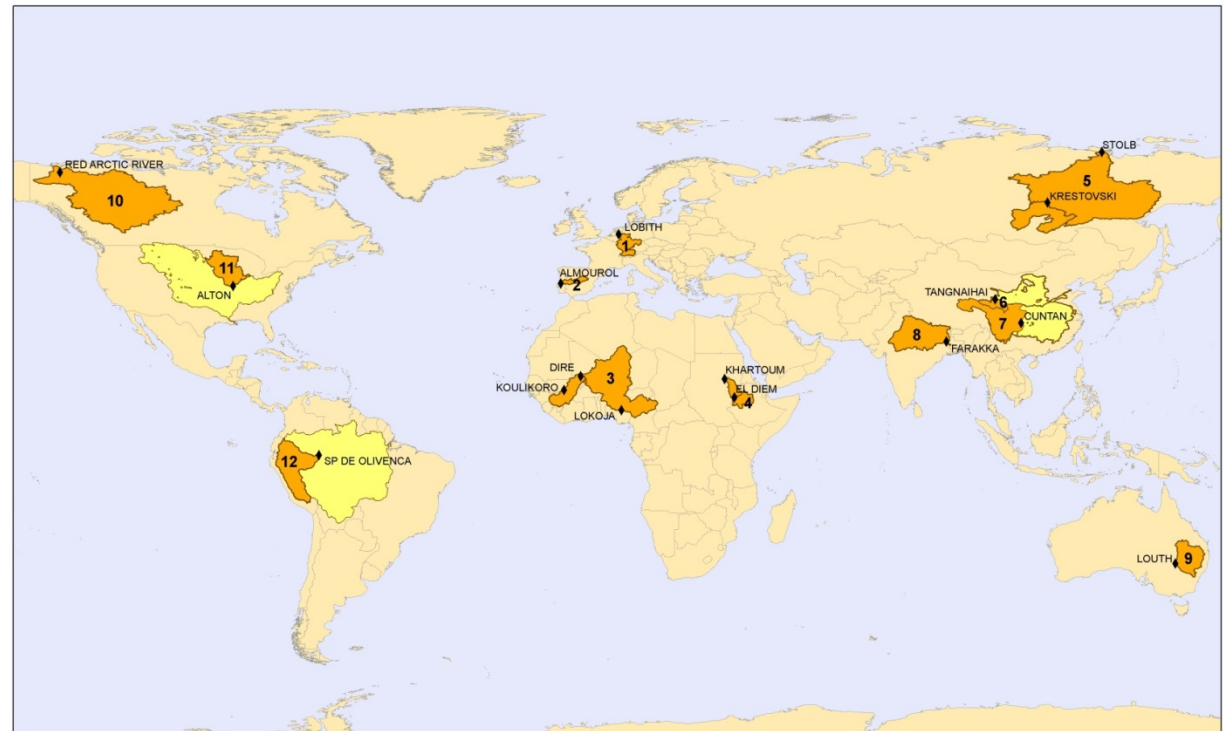 STOLB
RED ARCTIC RIVER
5
10
KRESTOVSKI
LOBITH
1
11
ALMOUROL
2
ALTON
TANGNAIHAI
6
CUNTAN
7
8
FARAKKA
DIRE
3
KHARTOUM
KOULIKORO
EL DIEM
4
LOKOJA
12
SP DE OLIVENCA
LOUTH
9